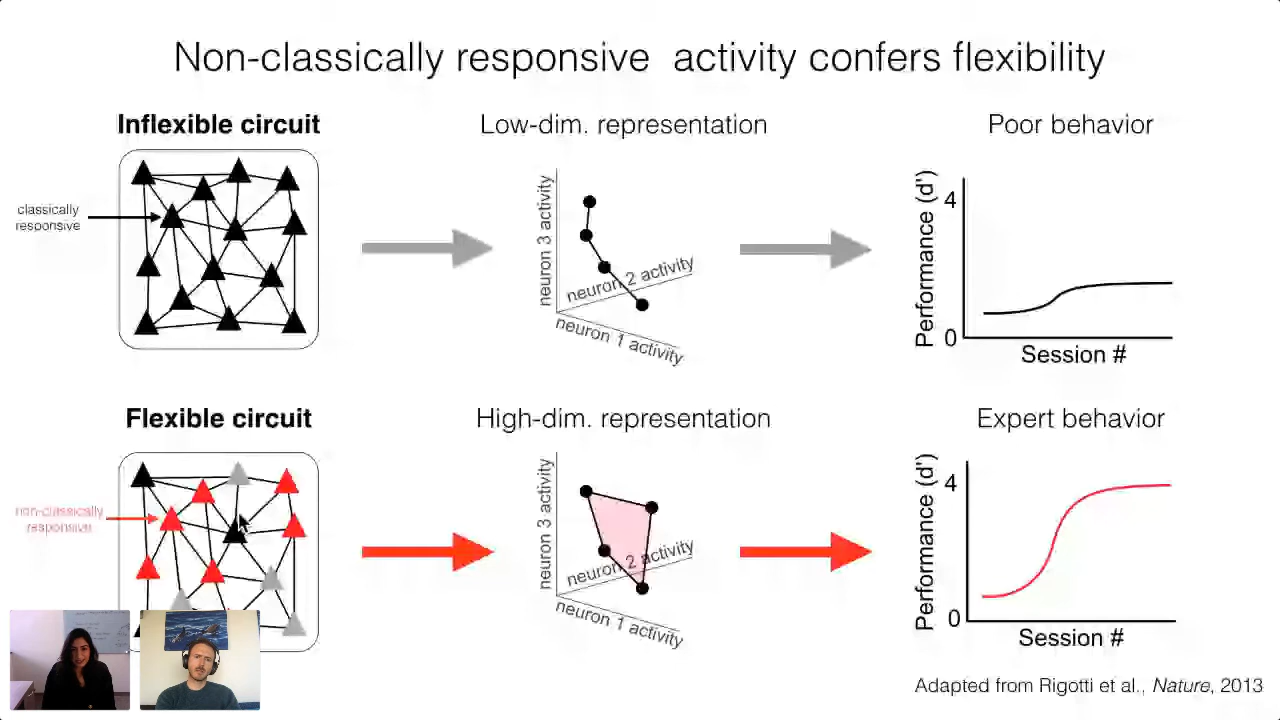 Non-classically responsive activity confers flexibility
Inflexible circuit
Low-dim. representation
Poor behavior
classically
responsive
neuron 3 activity
neuron 2 activity
neuron 1 activity
Performance (d')
4
0
Session #
Flexible circuit
High-dim. representation
Expert behavior
non-classically
responsive
neuron 3 activity
neuron 2 activity
neuron 1 activity
Performance (d')
4
0
Session #
Adapted from Rigotti et al., Nature, 2013